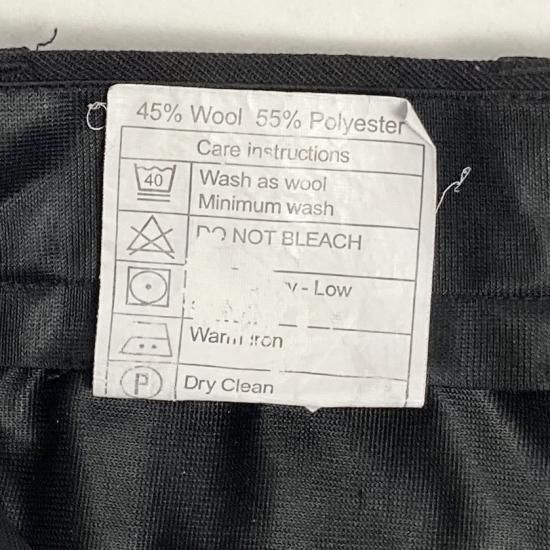 45% Wool 55% Polyester
Care instructions
40
Wash as wool
Minimum wash
DO NOT BLEACH
- Low
Warm Iron
P
Dry Clean